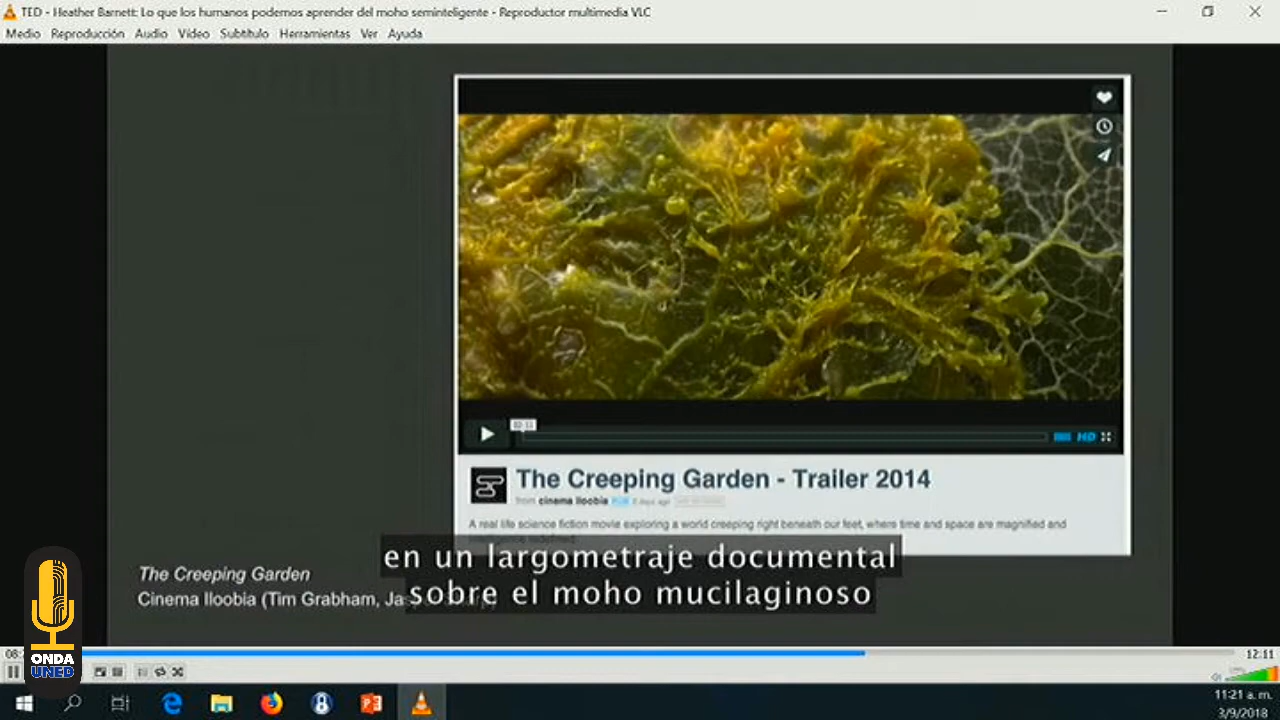 TED - Heather Barnett: Lo que los humanos podemos aprender del moho seminteligente - Reproductor multimedia VLC
Medio Reproducción Audio Vídeo Subtítulo Herramientas Ver Ayuda
HD
The Creeping Garden - Trailer 2014
from cinema Iloobia
A real life science fiction movie exploring a world creeping right beneath our feet, where time and space are magnified and
en un largometraje documental
sobre el moho mucilaginoso
The Creeping Garden
Cinema Iloobia (Tim Grabham,
ONDA
UNED
12:11
11:21 a. m.
3/9/2018